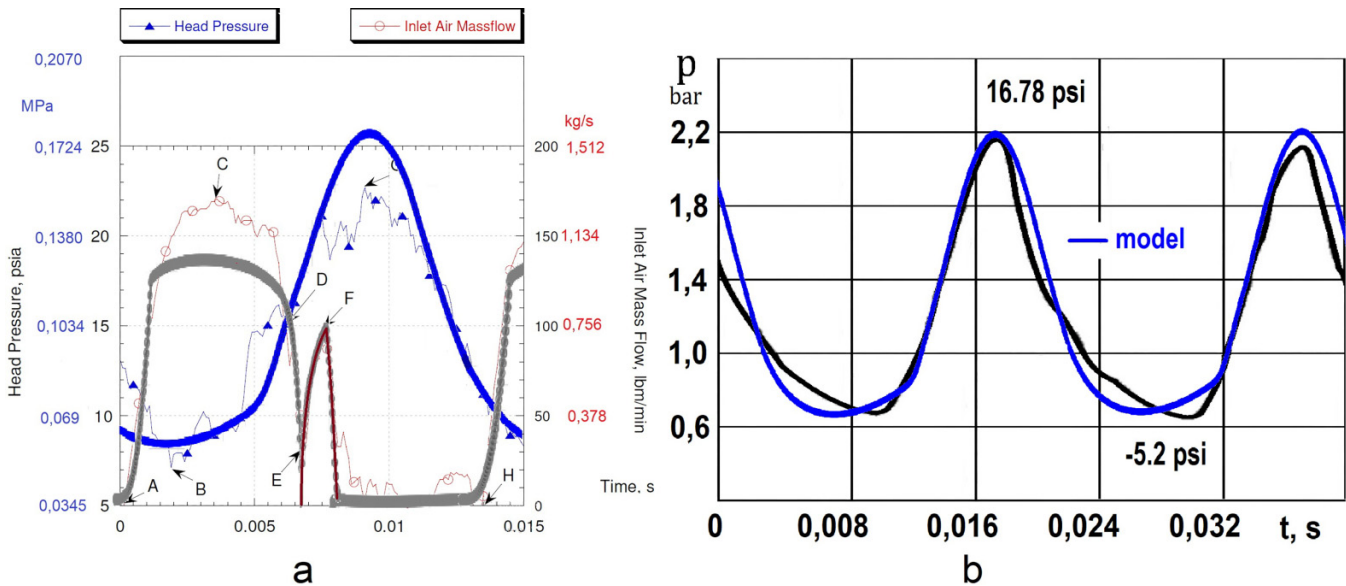 Head Pressure
Inlet Air Massflow
0,2070
MPa
0,1724
0,1380
0,1034
0,069
0,0345
Head Pressure, psia
25
20
15
10
5
kg/s
200
150
100
50
0
1,512
1,134
0,756
0,378
Inlet Air Mass Flow, lbm/min
A
B
C
D
E
F
G
H
Time, s
0
0.005
0.01
0.015
a
p
bar
2,2
1,8
1,4
1,0
0,6
16.78 psi
model
-5.2 psi
0
0,008
0,016
0,024
0,032
t, s
b